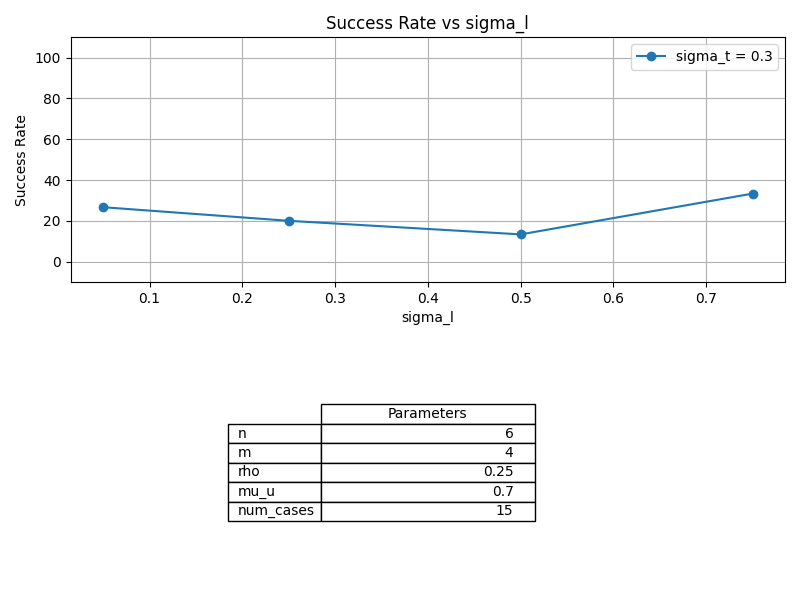 Success Rate vs sigma_l
sigma_t = 0.3
Success Rate
100
80
60
40
20
0
0.1 0.2 0.3 0.4 0.5 0.6 0.7
sigma_l
Parameters
n 6
m 4
rho 0.25
mu_u 0.7
num_cases 15